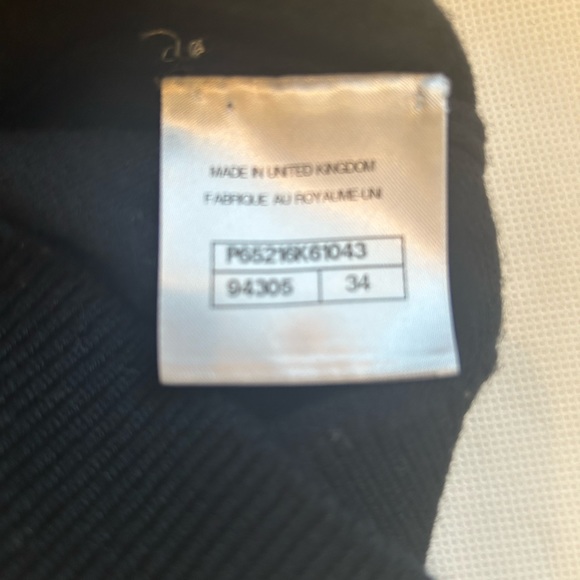 MADE IN UNITED KINGDOM
FABRIQUE AU ROYAUME-UNI
P65216K61043
94305 34